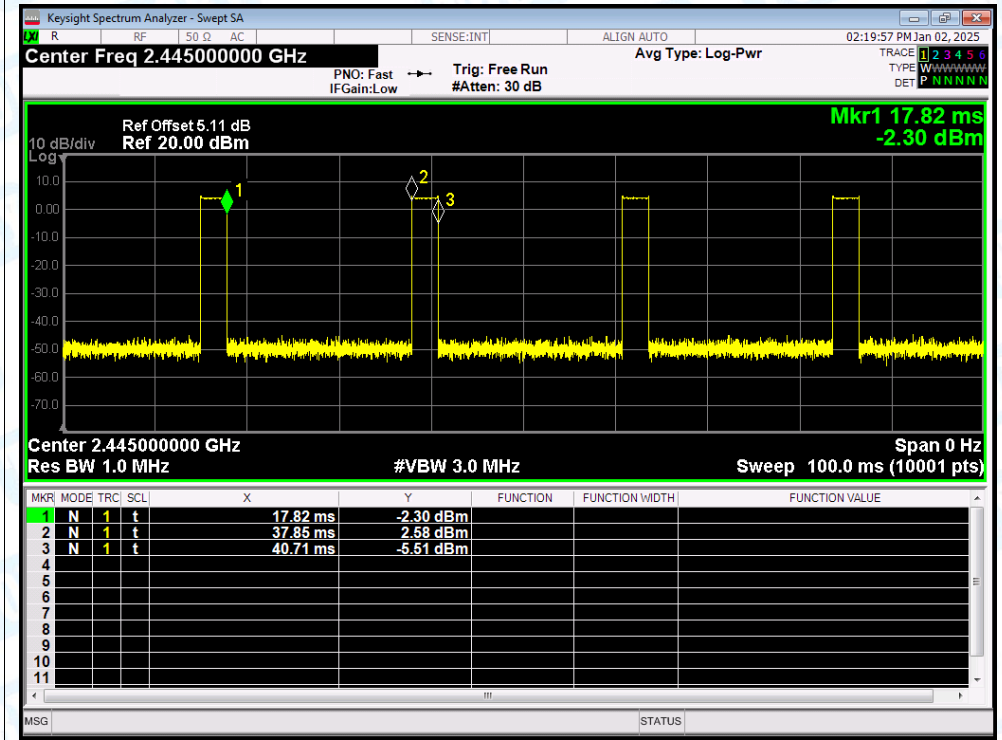 Keysight Spectrum Analyzer - Swept SA
LXI R RF 50 Ω AC SENSE:INT ALIGN AUTO 02:19:57 PM Jan 02, 2025
Center Freq 2.445000000 GHz Avg Type: Log-Pwr TRACE 1 2 3 4 5 6
PNO: Fast Trig: Free Run TYPE WWWWWW
IFGain:Low #Atten: 30 dB DET P N N N N N
Mkr1 17.82 ms
Ref Offset 5.11 dB
10 dB/div Ref 20.00 dBm -2.30 dBm
Log
10.0
0.00
-10.0
-20.0
-30.0
-40.0
-50.0
-60.0
-70.0
1
2
3
Center 2.445000000 GHz Span 0 Hz
Res BW 1.0 MHz #VBW 3.0 MHz Sweep 100.0 ms (10001 pts)
MKR MODE TRC SCL X Y FUNCTION FUNCTION WIDTH FUNCTION VALUE
1 N 1 t 17.82 ms -2.30 dBm
2 N 1 t 37.85 ms 2.58 dBm
3 N 1 t 40.71 ms -5.51 dBm
4
5
6
7
8
9
10
11
MSG STATUS